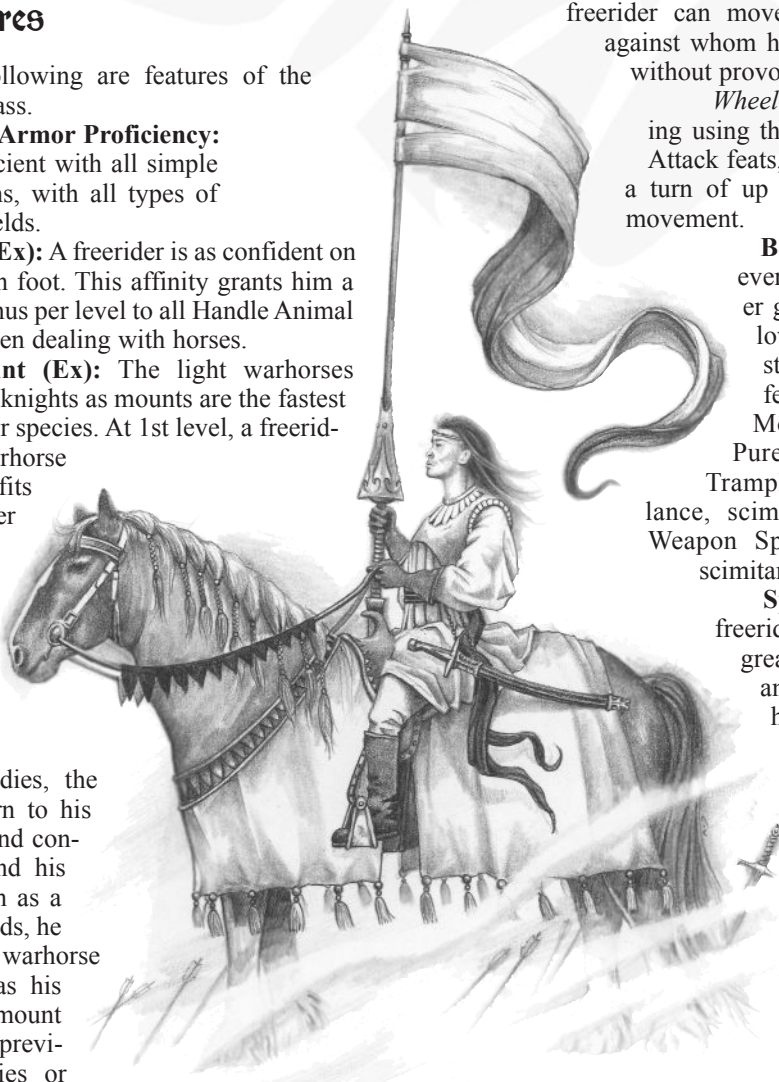 res
ollowing are features of the
ass.
Armor Proficiency:
cient with all simple
ns, with all types of
elds.
Ex): A freerider is as confident on
n foot. This affinity grants him a
nus per level to all Handle Animal
en dealing with horses.
nt (Ex): The light warhorses
knights as mounts are the fastest
r species. At 1st level, a freerid-
rhorse
fits
er
dies, the
rn to his
nd con-
nd his
n as a
ds, he
warhorse
as his
mount
previ-
ies or
freerider can move
against whom h
without provo
Wheel
ing using th
Attack feats,
a turn of up
movement.
B
ever
er g
lov
st
fe
Mo
Pure
Tramp
lance, scim
Weapon Sp
scimitar
S
freerid
grea
an
h